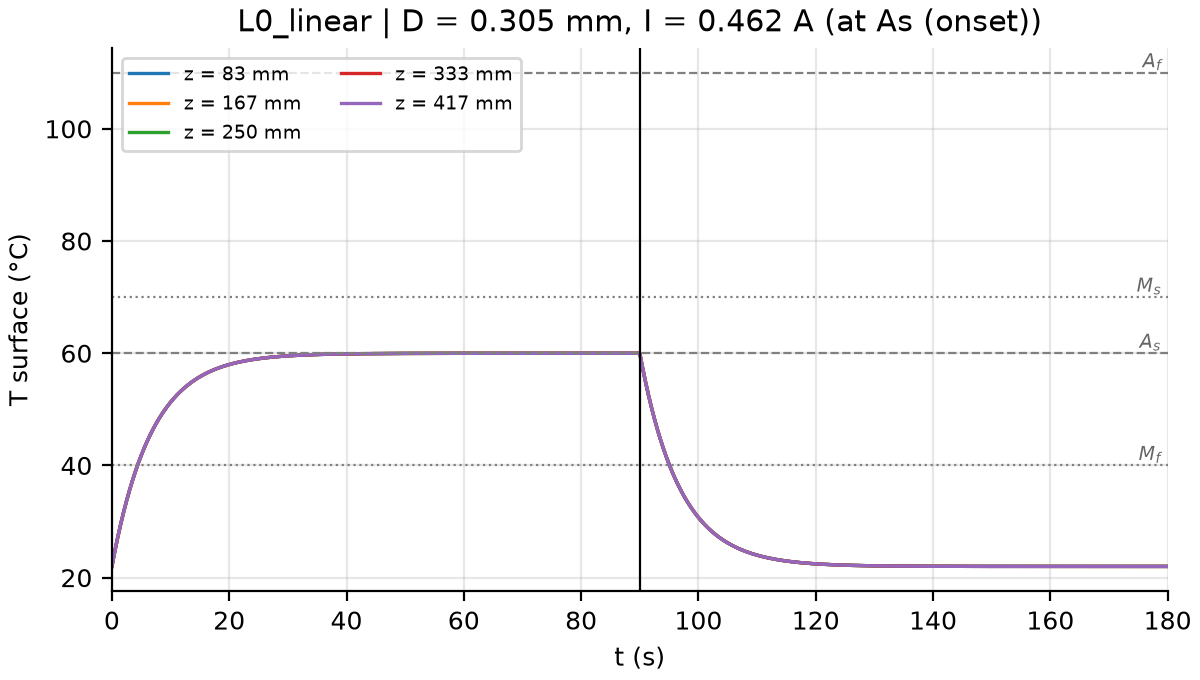 L0_linear | D = 0.305 mm, I = 0.462 A (at As (onset))
z = 83 mm
z = 167 mm
z = 250 mm
z = 333 mm
z = 417 mm
A_f
M_s
A_s
M_f
T surface (°C)
100
80
60
40
20
0 20 40 60 80 100 120 140 160 180
t (s)